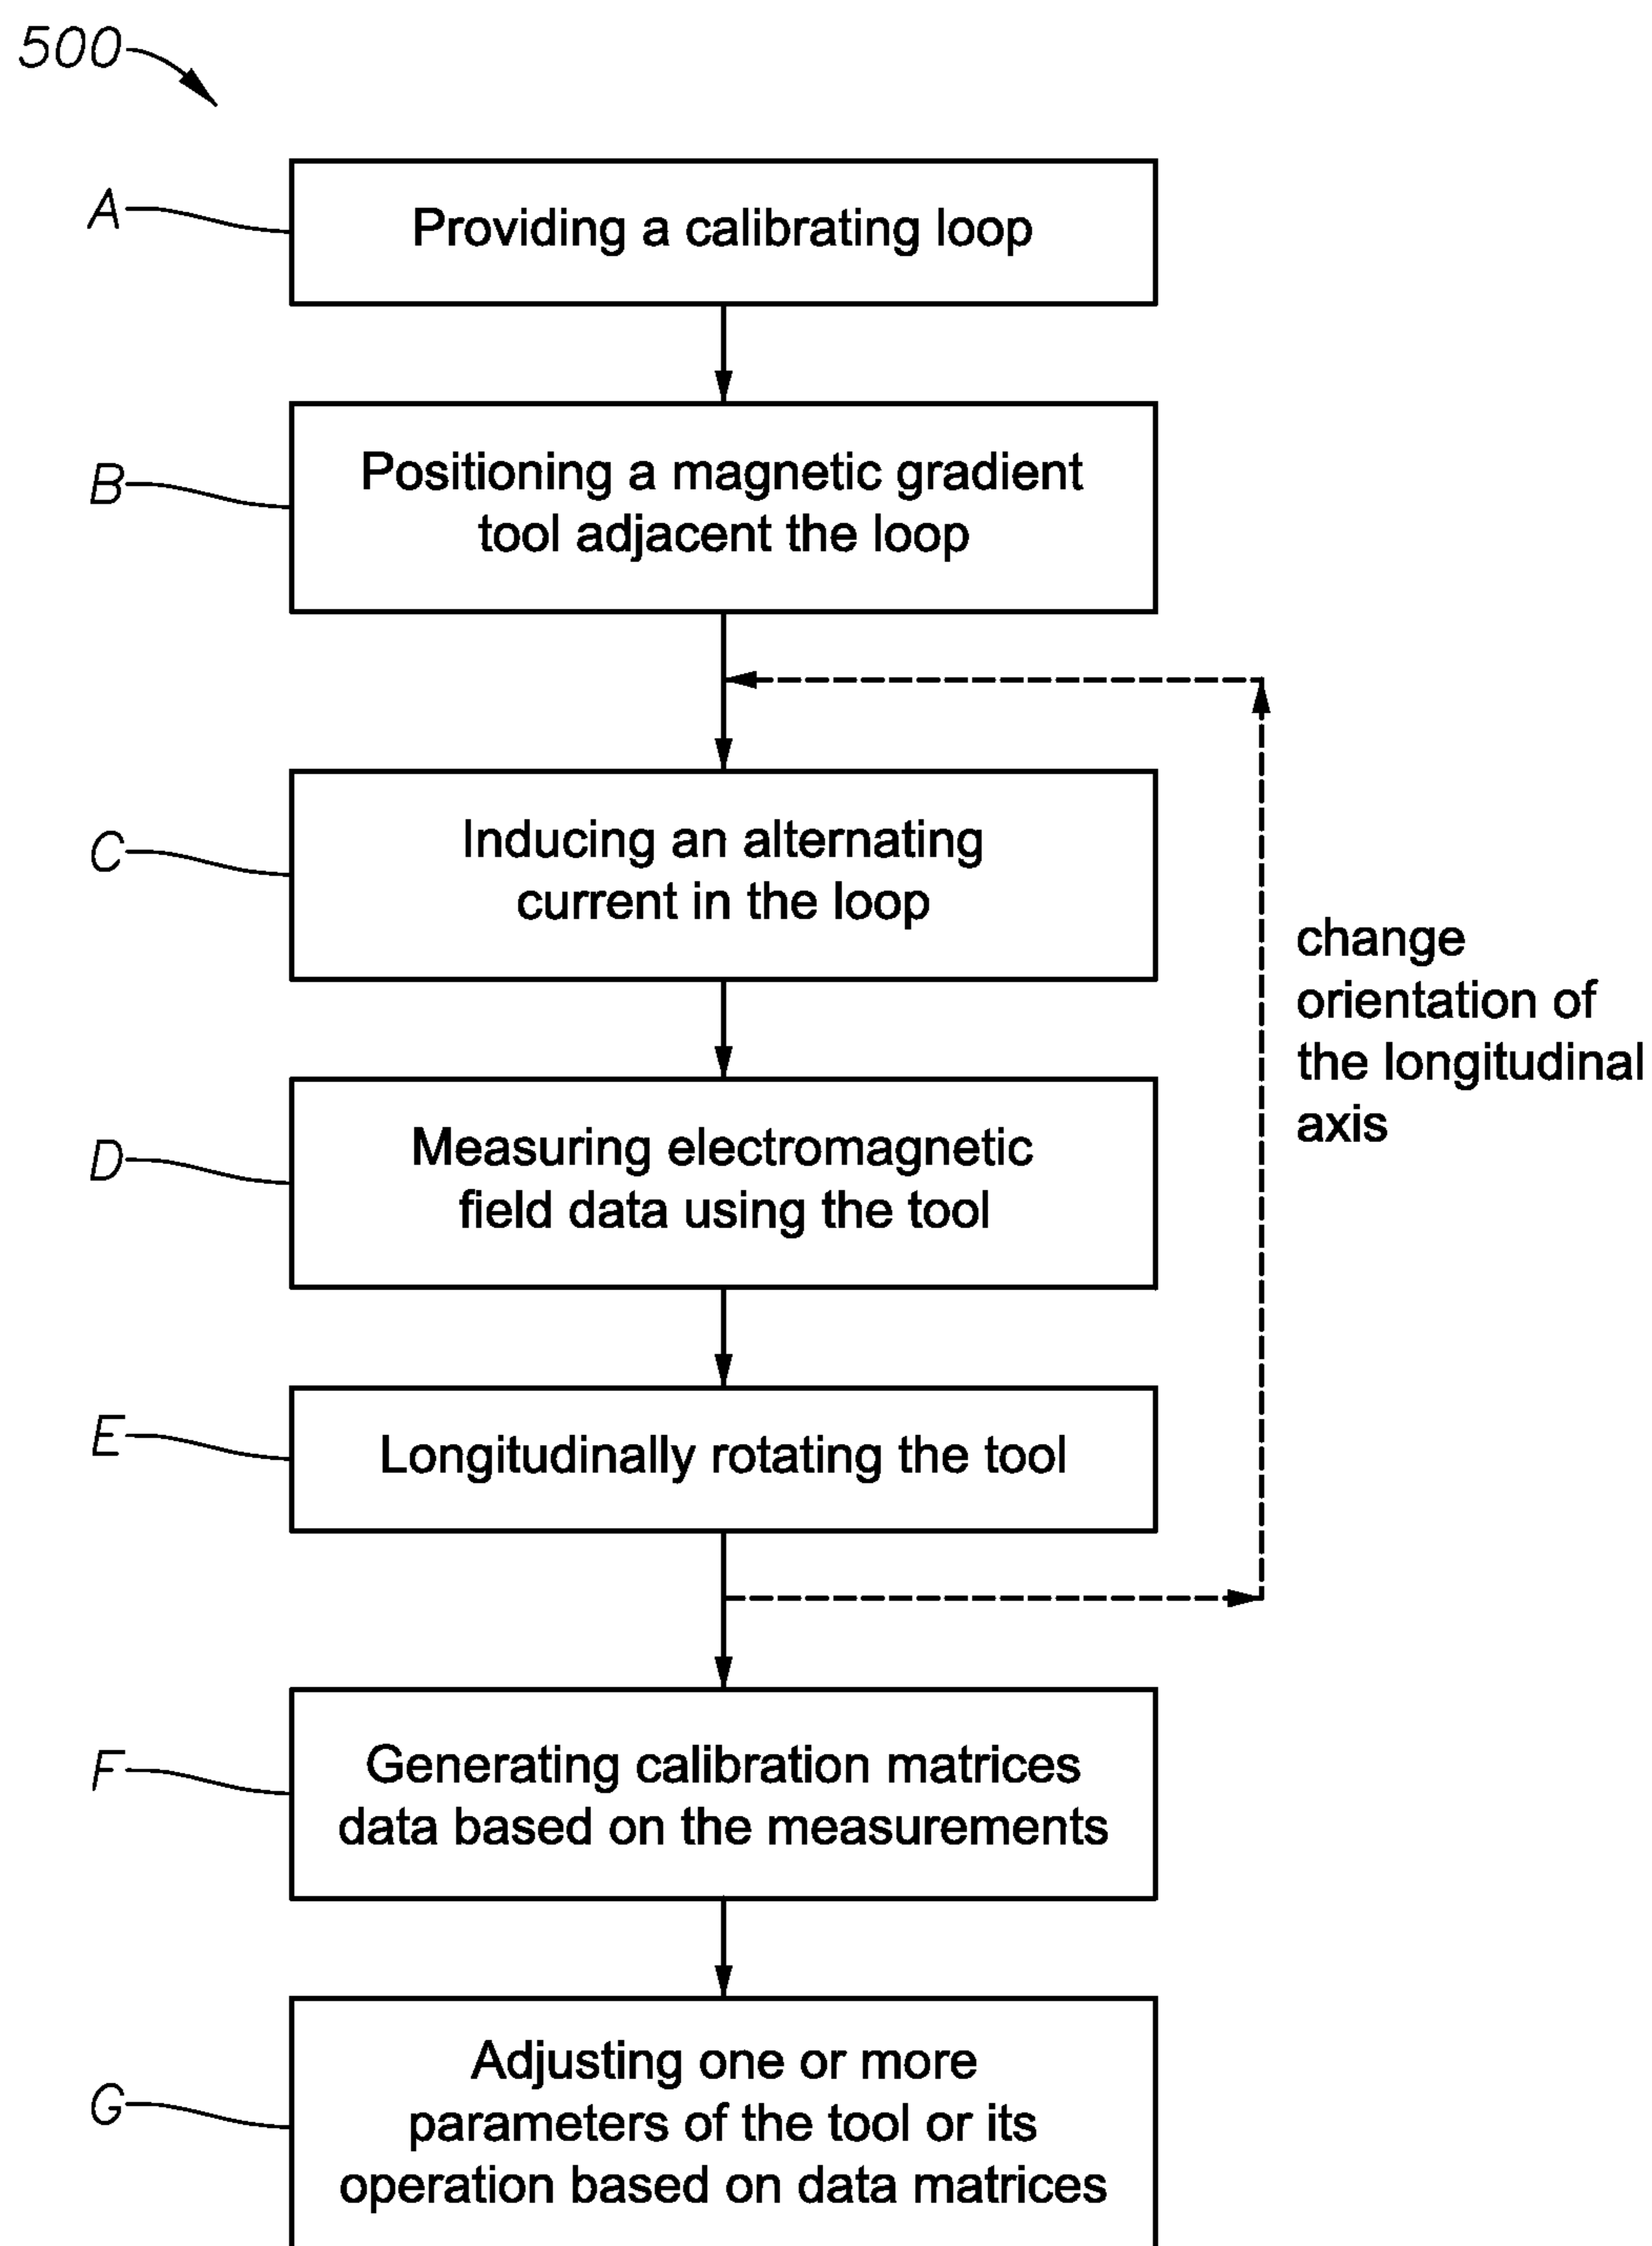 500
A
Providing a calibrating loop
B
Positioning a magnetic gradient
tool adjacent the loop
C
Inducing an alternating
current in the loop
change
orientation of
the longitudinal
axis
D
Measuring electromagnetic
field data using the tool
E
Longitudinally rotating the tool
F
Generating calibration matrices
data based on the measurements
G
Adjusting one or more
parameters of the tool or its
operation based on data matrices